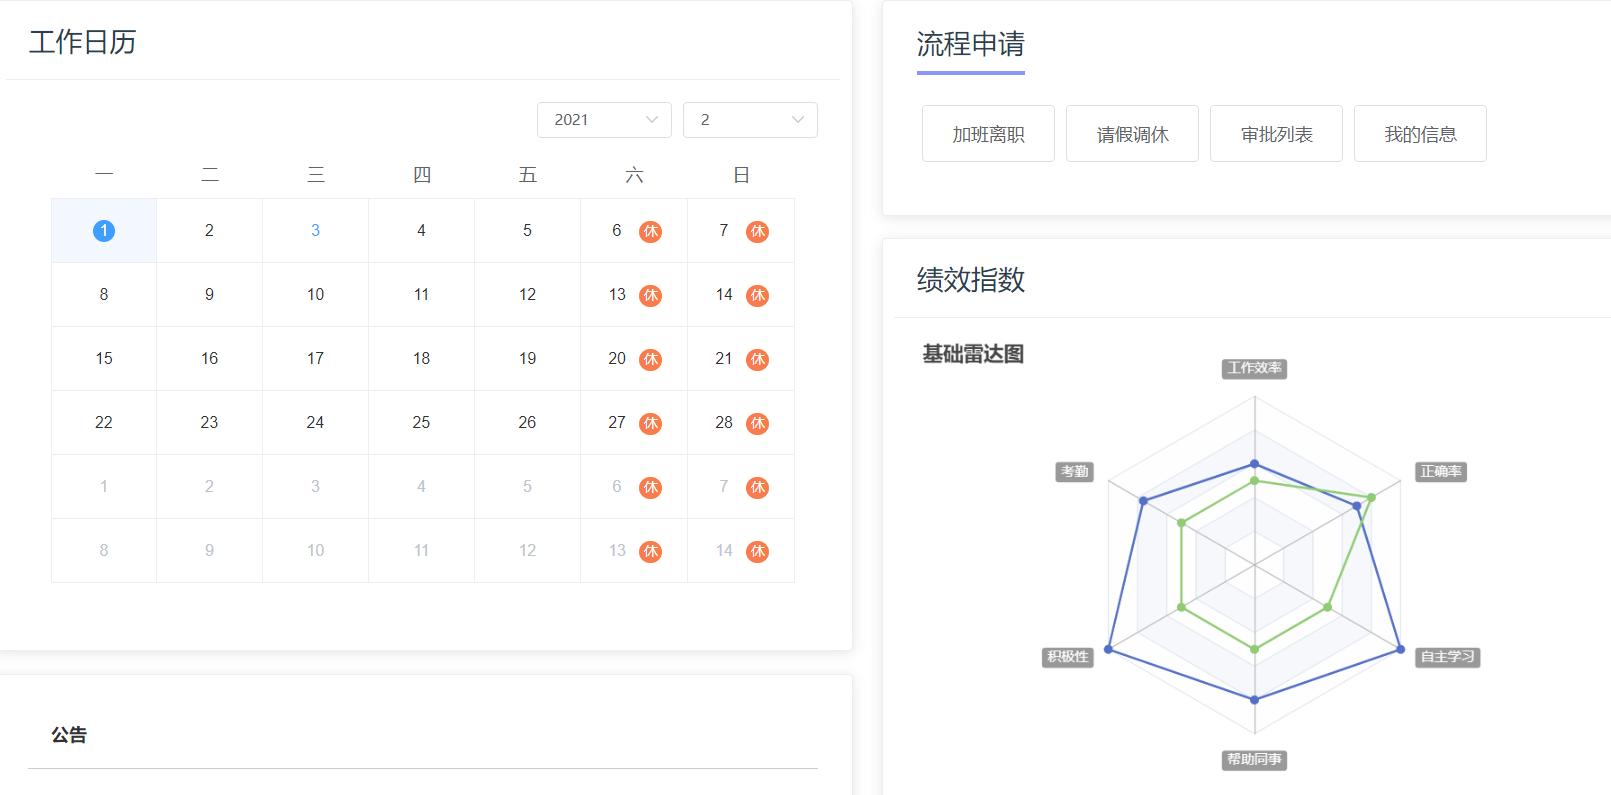 工作日历
2021 2
一 二 三 四 五 六 日
1 2 3 4 5 6 休 7 休
8 9 10 11 12 13 休 14 休
15 16 17 18 19 20 休 21 休
22 23 24 25 26 27 休 28 休
1 2 3 4 5 6 休 7 休
8 9 10 11 12 13 休 14 休
公告
流程申请
加班离职 请假调休 审批列表 我的信息
绩效指数
基础雷达图
工作效率
考勤 正确率
积极性 自主学习
帮助同事